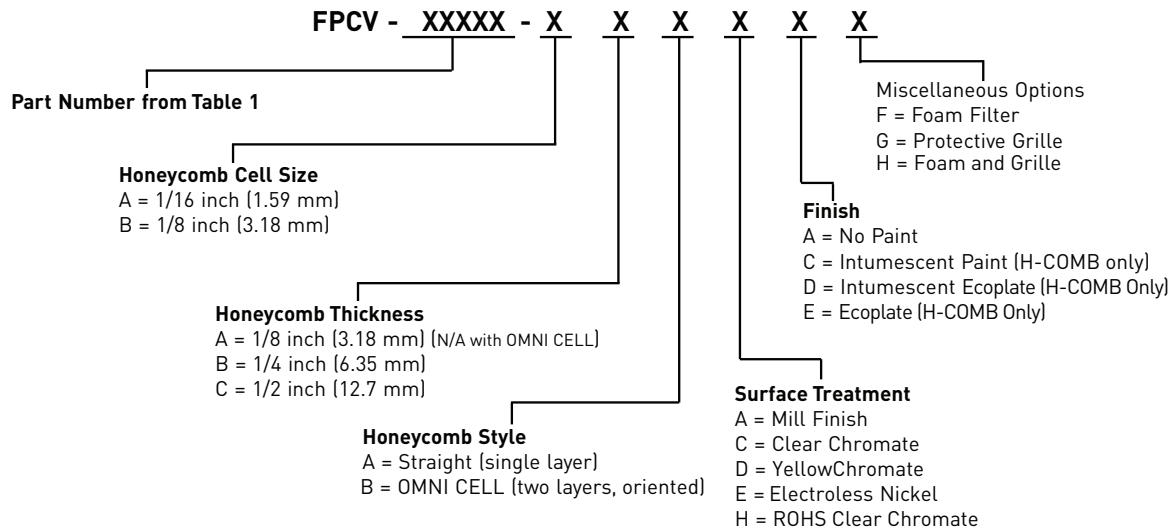 FPCV - XXXXX - X X X X X X
Part Number from Table 1
Honeycomb Cell Size
A = 1/16 inch (1.59 mm)
B = 1/8 inch (3.18 mm)
Honeycomb Thickness
A = 1/8 inch (3.18 mm) (N/A with OMNI CELL)
B = 1/4 inch (6.35 mm)
C = 1/2 inch (12.7 mm)
Honeycomb Style
A = Straight (single layer)
B = OMNI CELL (two layers, oriented)
Surface Treatment
A = Mill Finish
C = Clear Chromate
D = YellowChromate
E = Electroless Nickel
H = ROHS Clear Chromate
Finish
A = No Paint
C = Intumescent Paint (H-COMB only)
D = Intumescent Ecoplate (H-COMB Only)
E = Ecoplate (H-COMB Only)
Miscellaneous Options
F = Foam Filter
G = Protective Grille
H = Foam and Grille